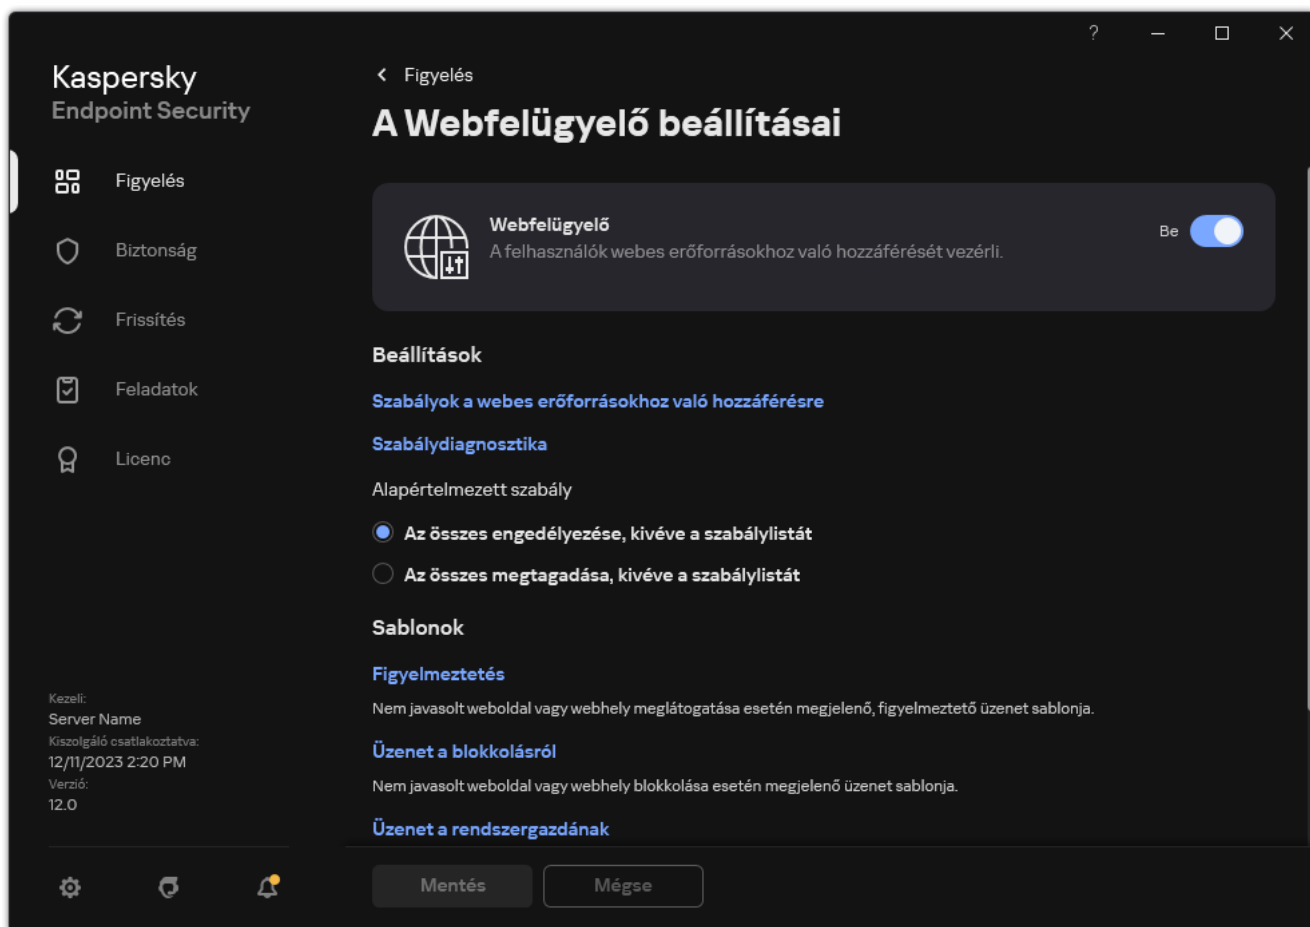 ?
Kaspersky
Endpoint Security
Figyelés
Biztonság
Frissítés
Feladatok
Licenc
Kezeli:
Server Name
Kiszolgáló csatlakoztatva:
12/11/2023 2:20 PM
Verzió:
12.0
Figyelés
A Webfelügyelő beállításai
Webfelügyelő
A felhasználók webes erőforrásokhoz való hozzáférését vezérli.
Be
Beállítások
Szabályok a webes erőforrásokhoz való hozzáférésre
Szabálydiagnosztika
Alapértelmezett szabály
Az összes engedélyezése, kivéve a szabálylistát
Az összes megtagadása, kivéve a szabálylistát
Sablonok
Figyelmeztetés
Nem javasolt weboldal vagy webhely meglátogatása esetén megjelenő, figyelmeztető üzenet sablonja.
Üzenet a blokkolásról
Nem javasolt weboldal vagy webhely blokkolása esetén megjelenő üzenet sablonja.
Üzenet a rendszergazdának
Mentés
Mégse